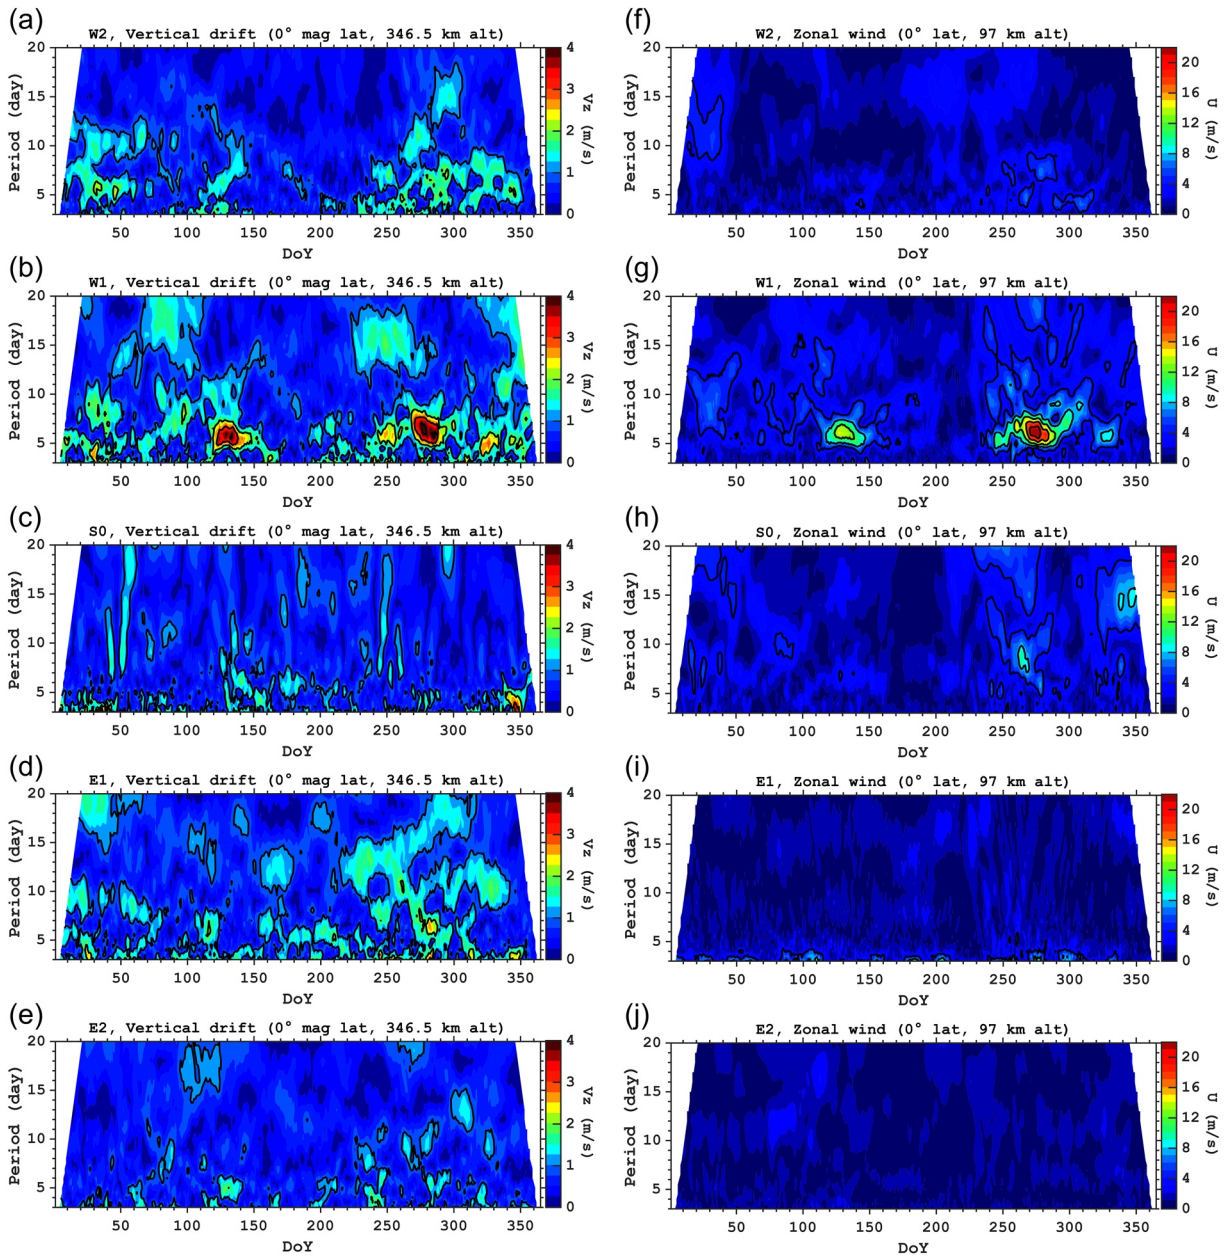 (a)
W2, Vertical drift (0° mag lat, 346.5 km alt)
20
15
10
5
Period (day)
50 100 150 200 250 300 350
DoY
4
3
2
1
0
Vz (m/s)
(f)
W2, Zonal wind (0° lat, 97 km alt)
20
15
10
5
Period (day)
50 100 150 200 250 300 350
DoY
20
16
12
8
4
0
U (m/s)
(b)
W1, Vertical drift (0° mag lat, 346.5 km alt)
20
15
10
5
Period (day)
50 100 150 200 250 300 350
DoY
4
3
2
1
0
Vz (m/s)
(g)
W1, Zonal wind (0° lat, 97 km alt)
20
15
10
5
Period (day)
50 100 150 200 250 300 350
DoY
20
16
12
8
4
0
U (m/s)
(c)
S0, Vertical drift (0° mag lat, 346.5 km alt)
20
15
10
5
Period (day)
50 100 150 200 250 300 350
DoY
4
3
2
1
0
Vz (m/s)
(h)
S0, Zonal wind (0° lat, 97 km alt)
20
15
10
5
Period (day)
50 100 150 200 250 300 350
DoY
20
16
12
8
4
0
U (m/s)
(d)
E1, Vertical drift (0° mag lat, 346.5 km alt)
20
15
10
5
Period (day)
50 100 150 200 250 300 350
DoY
4
3
2
1
0
Vz (m/s)
(i)
E1, Zonal wind (0° lat, 97 km alt)
20
15
10
5
Period (day)
50 100 150 200 250 300 350
DoY
20
16
12
8
4
0
U (m/s)
(e)
E2, Vertical drift (0° mag lat, 346.5 km alt)
20
15
10
5
Period (day)
50 100 150 200 250 300 350
DoY
4
3
2
1
0
Vz (m/s)
(j)
E2, Zonal wind (0° lat, 97 km alt)
20
15
10
5
Period (day)
50 100 150 200 250 300 350
DoY
20
16
12
8
4
0
U (m/s)